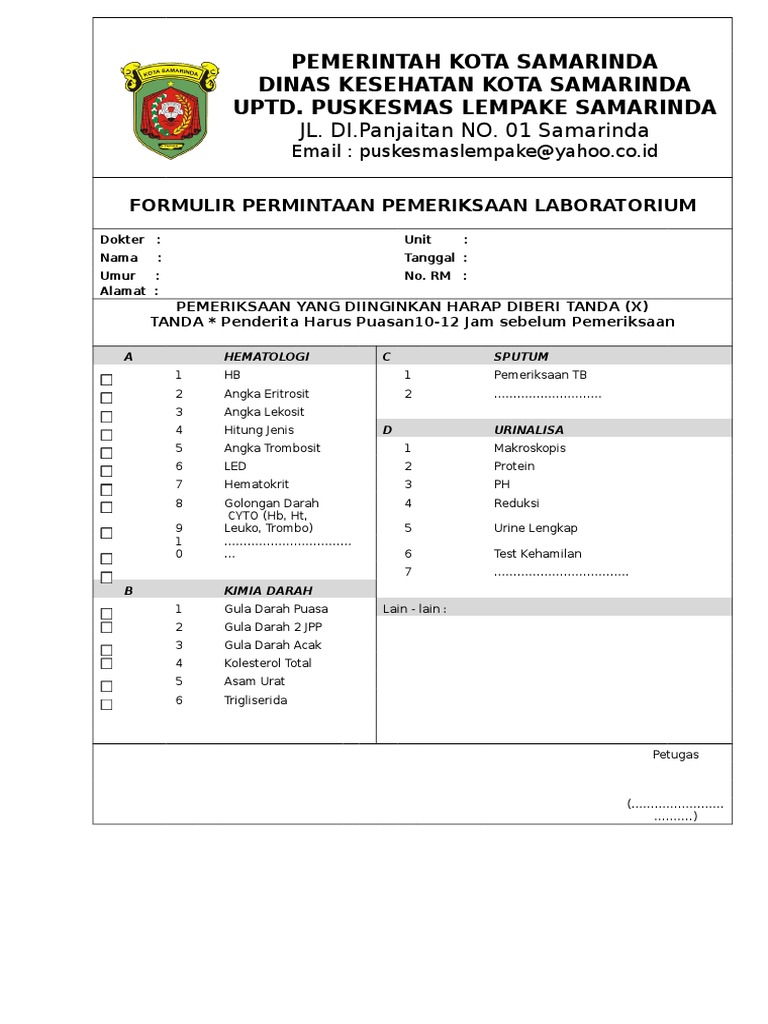 KOTA SAMARINDA
PEMERINTAH KOTA SAMARINDA
DINAS KESEHATAN KOTA SAMARINDA
UPTD. PUSKESMAS LEMPAKE SAMARINDA
JL. DI.Panjaitan NO. 01 Samarinda
Email : puskesmaslempake@yahoo.co.id
FORMULIR PERMINTAAN PEMERIKSAAN LABORATORIUM
Dokter :
Nama :
Umur :
Alamat :
Unit :
Tanggal :
No. RM :
PEMERIKSAAN YANG DIINGINKAN HARAP DIBERI TANDA (X)
TANDA * Penderita Harus Puasan10-12 Jam sebelum Pemeriksaan
A HEMATOLOGI
1 HB
2 Angka Eritrosit
3 Angka Lekosit
4 Hitung Jenis
5 Angka Trombosit
6 LED
7 Hematokrit
8 Golongan Darah
CYTO (Hb, Ht,
9 Leuko, Trombo)
1 .................................
0 ...
B KIMIA DARAH
1 Gula Darah Puasa
2 Gula Darah 2 JPP
3 Gula Darah Acak
4 Kolesterol Total
5 Asam Urat
6 Trigliserida
C SPUTUM
1 Pemeriksaan TB
2 ............................
D URINALISA
1 Makroskopis
2 Protein
3 PH
4 Reduksi
5 Urine Lengkap
6 Test Kehamilan
7 ...................................
Lain - lain :
Petugas
(........................
..........)